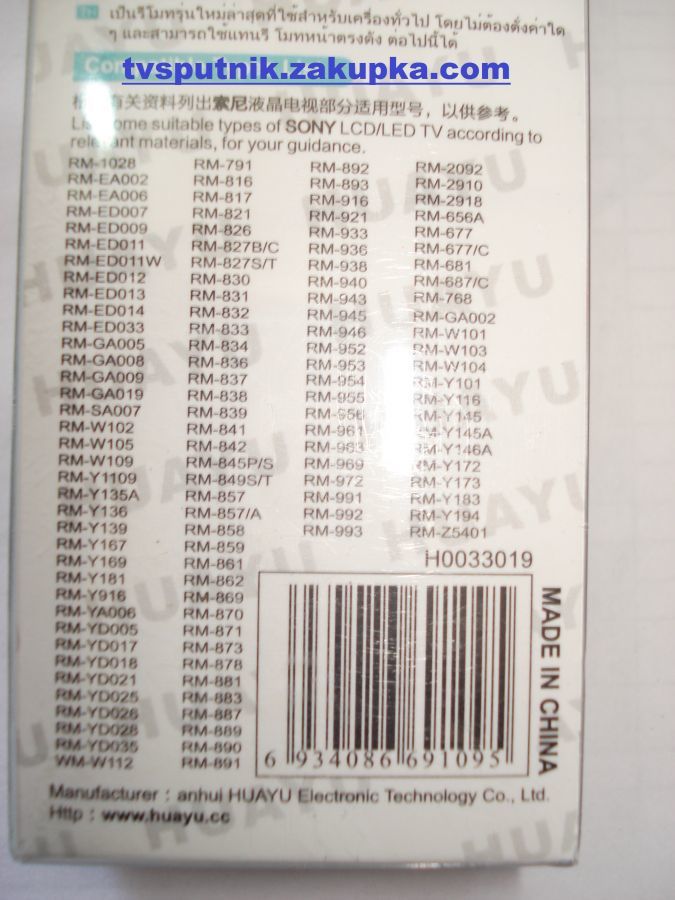 TH เป็นรีโมทรุ่นใหม่ล่าสุดที่ใช้สำหรับเครื่องทั่วไป โดยไม่ต้องตั้งค่าใด
ๆ และสามารถใช้แทนรี โมทหน้าตรงดัง ต่อไปนี้ได้
tvsputnik.zakupka.com
有关资料列出索尼液晶电视部分适用型号，以供参考。
some suitable types of SONY LCD/LED TV according to
materials, for your guidance.
RM-1028 RM-791 RM-892 RM-2092
RM-EA002 RM-816 RM-893 RM-2910
RM-EA006 RM-817 RM-916 RM-2918
RM-ED007 RM-821 RM-921 RM-656A
RM-ED009 RM-826 RM-933 RM-677
RM-ED011 RM-827B/C RM-936 RM-677/C
RM-ED011W RM-827S/T RM-938 RM-681
RM-ED012 RM-830 RM-940 RM-687/C
RM-ED013 RM-831 RM-943 RM-768
RM-ED014 RM-832 RM-945 RM-GA002
RM-ED033 RM-833 RM-946 RM-W101
RM-GA005 RM-834 RM-952 RM-W103
RM-GA008 RM-836 RM-953 RM-W104
RM-GA009 RM-837 RM-954 RM-Y101
RM-GA019 RM-838 RM-955 RM-Y116
RM-SA007 RM-839 RM-956 RM-Y145
RM-W102 RM-841 RM-961 RM-Y145A
RM-W105 RM-842 RM-963 RM-Y146A
RM-W109 RM-845P/S RM-969 RM-Y172
RM-Y1109 RM-849S/T RM-972 RM-Y173
RM-Y135A RM-857 RM-991 RM-Y183
RM-Y136 RM-857/A RM-992 RM-Y194
RM-Y139 RM-858 RM-993 RM-Z5401
RM-Y167 RM-859
RM-Y169 RM-861
RM-Y181 RM-862
RM-Y916 RM-869
RM-YA006 RM-870
RM-YD005 RM-871
RM-YD017 RM-873
RM-YD018 RM-878
RM-YD021 RM-881
RM-YD025 RM-883
RM-YD026 RM-887
RM-YD028 RM-889
RM-YD035 RM-890
WM-W112 RM-891
H0033019
6 934086 691095
MADE IN CHINA
Manufacturer : anhui HUAYU Electronic Technology Co., Ltd.
Http : www.huayu.cc